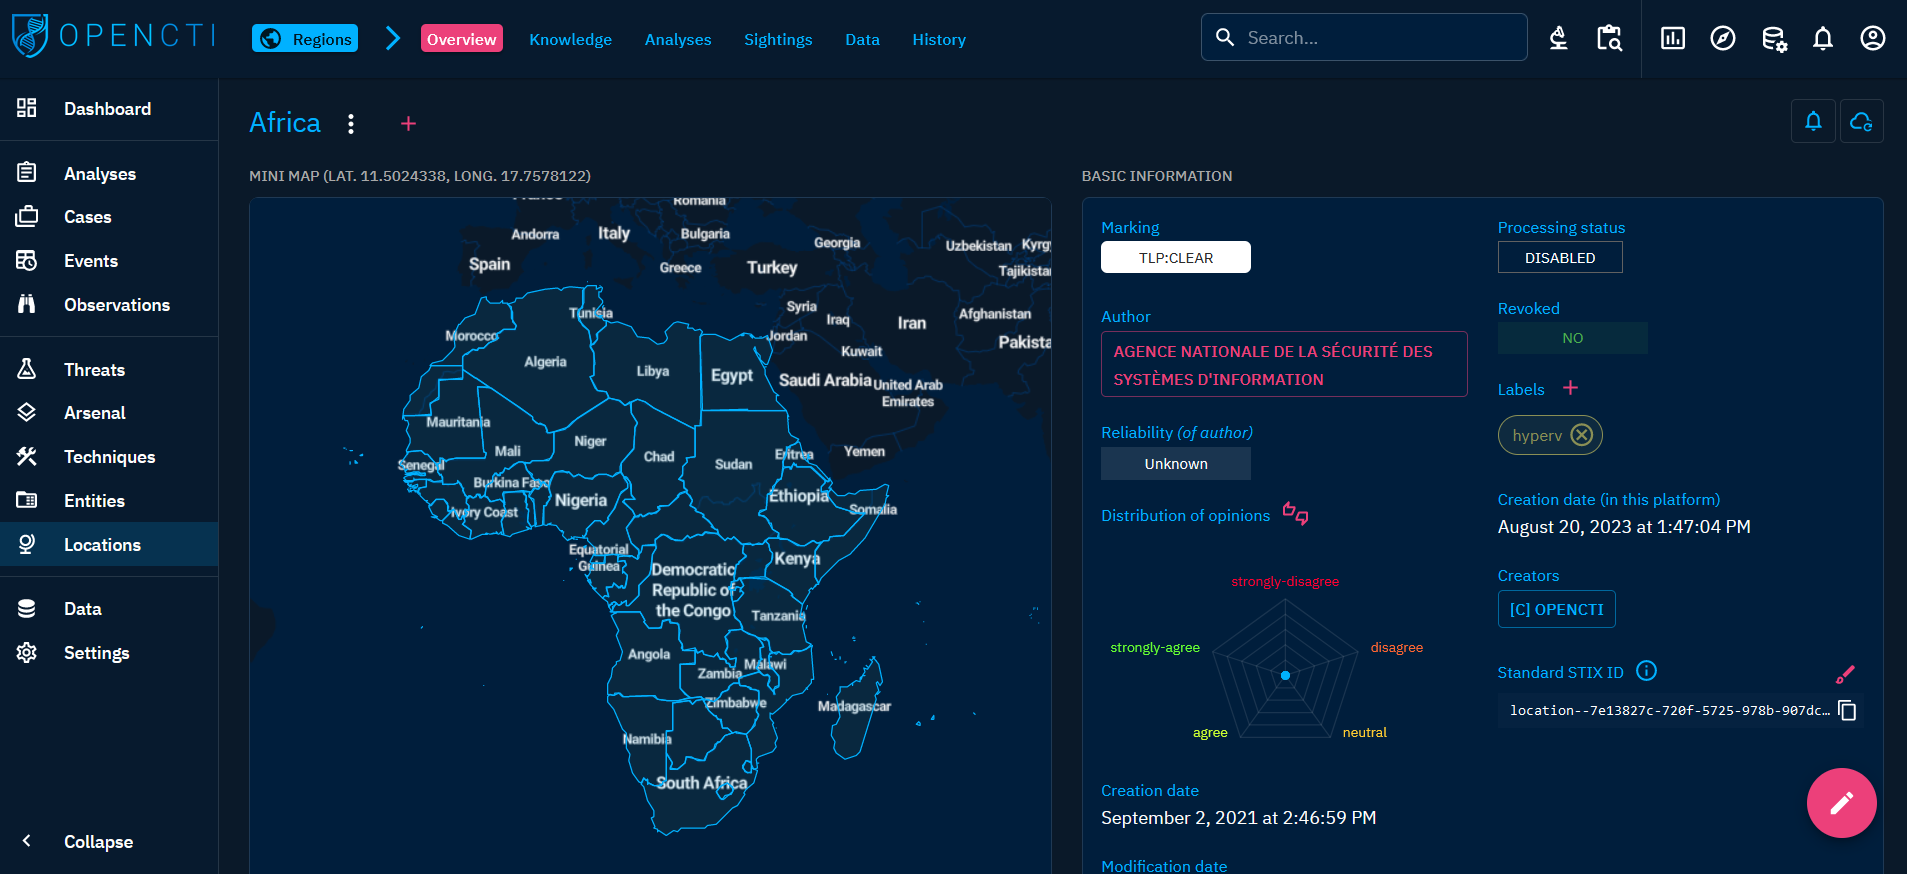 OPENCTI
Regions
Overview
Knowledge
Analyses
Sightings
Data
History
Search...
Dashboard
Analyses
Cases
Events
Observations
Threats
Arsenal
Techniques
Entities
Locations
Data
Settings
Collapse
Africa
MINI MAP (LAT. 11.5024338, LONG. 17.7578122)
Romania
Andorra
Italy
Bulgaria
Georgia
Uzbekistan
Spain
Greece
Turkey
Syria
Iraq
Iran
Afghanistan
Tunisia
Morocco
Jordan
Kuwait
Algeria
Libya
Egypt
Saudi Arabia
United Arab
Emirates
Mauritania
Mali
Niger
Chad
Sudan
Eritrea
Yemen
Senegal
Burkina Faso
Nigeria
Ethiopia
Ivory Coast
Somalia
Equatorial
Guinea
Kenya
Democratic
Republic of
the Congo
Tanzania
Angola
Zambia
Malawi
Zimbabwe
Madagascar
Namibia
South Africa
BASIC INFORMATION
Marking
TLP:CLEAR
Author
AGENCE NATIONALE DE LA SÉCURITÉ DES
SYSTÈMES D'INFORMATION
Reliability (of author)
Unknown
Distribution of opinions
strongly-disagree
strongly-agree
disagree
agree
neutral
Creation date
September 2, 2021 at 2:46:59 PM
Modification date
Processing status
DISABLED
Revoked
NO
Labels
hyperv
Creation date (in this platform)
August 20, 2023 at 1:47:04 PM
Creators
[C] OPENCTI
Standard STIX ID
location--7e13827c-720f-5725-978b-907dc…